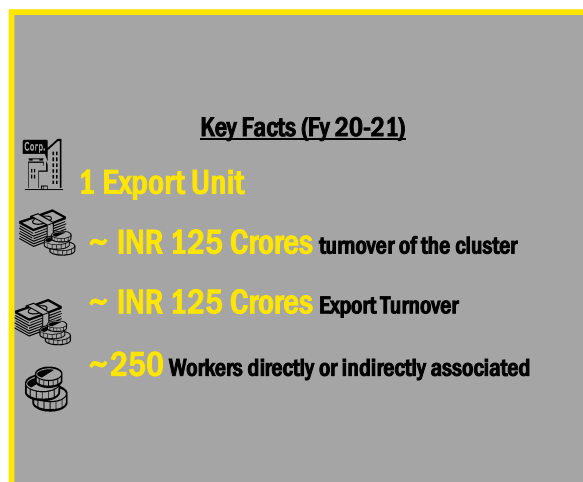 Key Facts (Fy 20-21)
Corp.
1 Export Unit
~ INR 125 Crores turnover of the cluster
~ INR 125 Crores Export Turnover
~250 Workers directly or indirectly associated